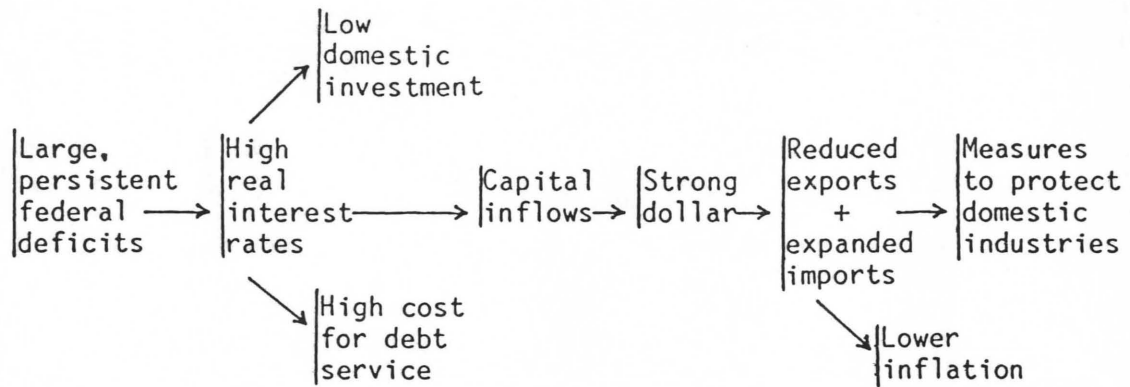 Low
domestic
investment
Large,
persistent
federal
deficits
High
real
interest
rates
Capital
inflows
Strong
dollar
Reduced
exports
+
expanded
imports
Measures
to protect
domestic
industries
High cost
for debt
service
Lower
inflation